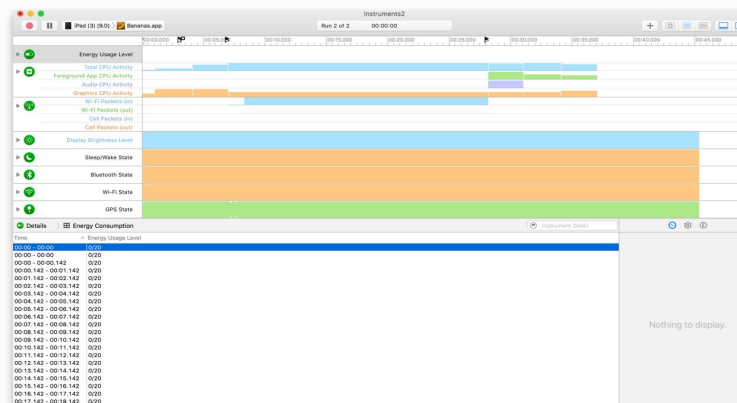 Instruments2
iPad (3) (9.0) Bananas.app
Run 2 of 2 00:00:00
00:00.000 00:05.0 00:10.000 00:15.000 00:20.000 00:25.000 00:30.000 00:35.000 00:40.000 00:45.000
Energy Usage Level
Total CPU Activity
Foreground App CPU Activity
Audio CPU Activity
Graphics CPU Activity
Wi-Fi Packets (in)
Wi-Fi Packets (out)
Cell Packets (in)
Cell Packets (out)
Display Brightness Level
Sleep/Wake State
Bluetooth State
Wi-Fi State
GPS State
Details Energy Consumption Instrument Detail
Time Energy Usage Level
00:00 - 00:00 0/20
00:00 - 00:00 0/20
00:00 - 00:00.142 0/20
00:00.142 - 00:01.142 0/20
00:01.142 - 00:02.142 0/20
00:02.142 - 00:03.142 0/20
00:03.142 - 00:04.142 0/20
00:04.142 - 00:05.142 0/20
00:05.142 - 00:06.142 0/20
00:06.142 - 00:07.142 0/20
00:07.142 - 00:08.142 0/20
00:08.142 - 00:09.142 0/20
00:09.142 - 00:10.142 0/20
00:10.142 - 00:11.142 0/20
00:11.142 - 00:12.142 0/20
00:12.142 - 00:13.142 0/20
00:13.142 - 00:14.142 0/20
00:14.142 - 00:15.142 0/20
00:15.142 - 00:16.142 0/20
00:16.142 - 00:17.142 0/20
00:17.142 - 00:18.142 0/20
Nothing to display.